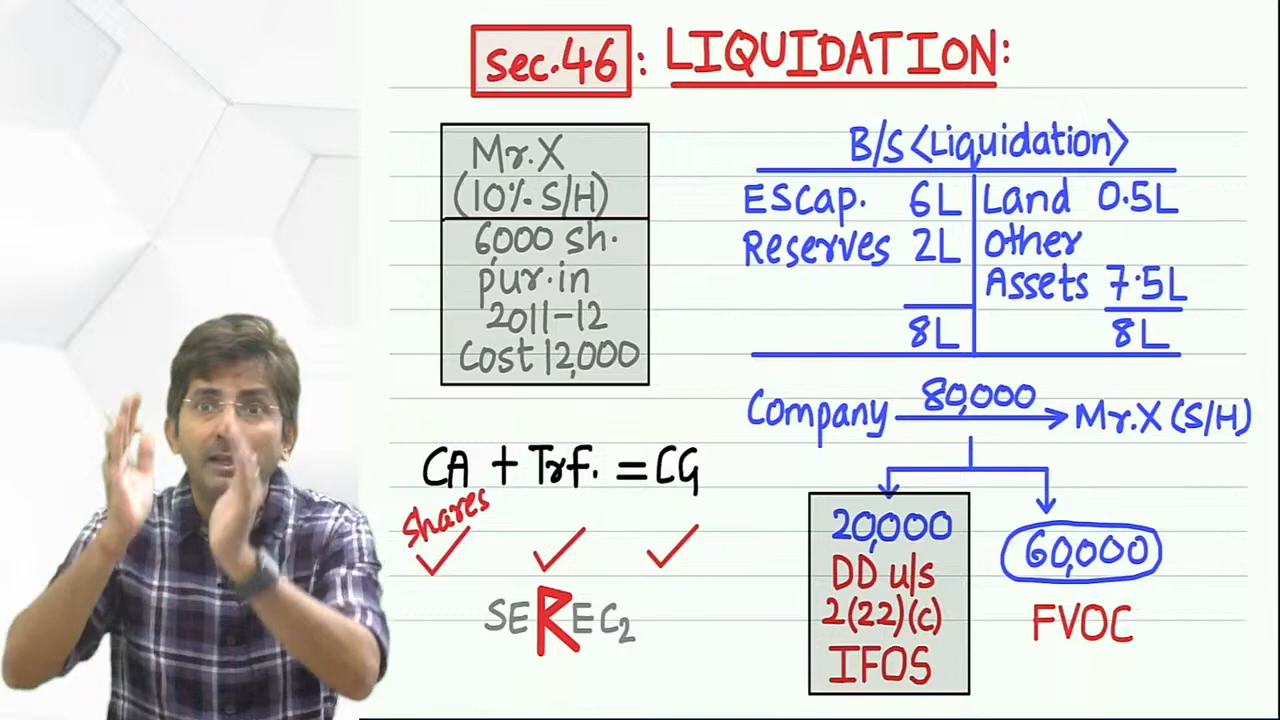 sec.46 : LIQUIDATION:
Mr.X
(10% S/H)
6000 sh.
pur.in
2011-12
Cost 12,000
B/S <Liquidation>
EScap. 6L Land 0.5L
Reserves 2L Other
Assets 7.5L
8L 8L
Company 80,000 Mr.X (S/H)
CA + Trf. = CG
Shares
SEREC2
20,000
DD u/s
2(22)(c)
IFOS
60,000
FVOC